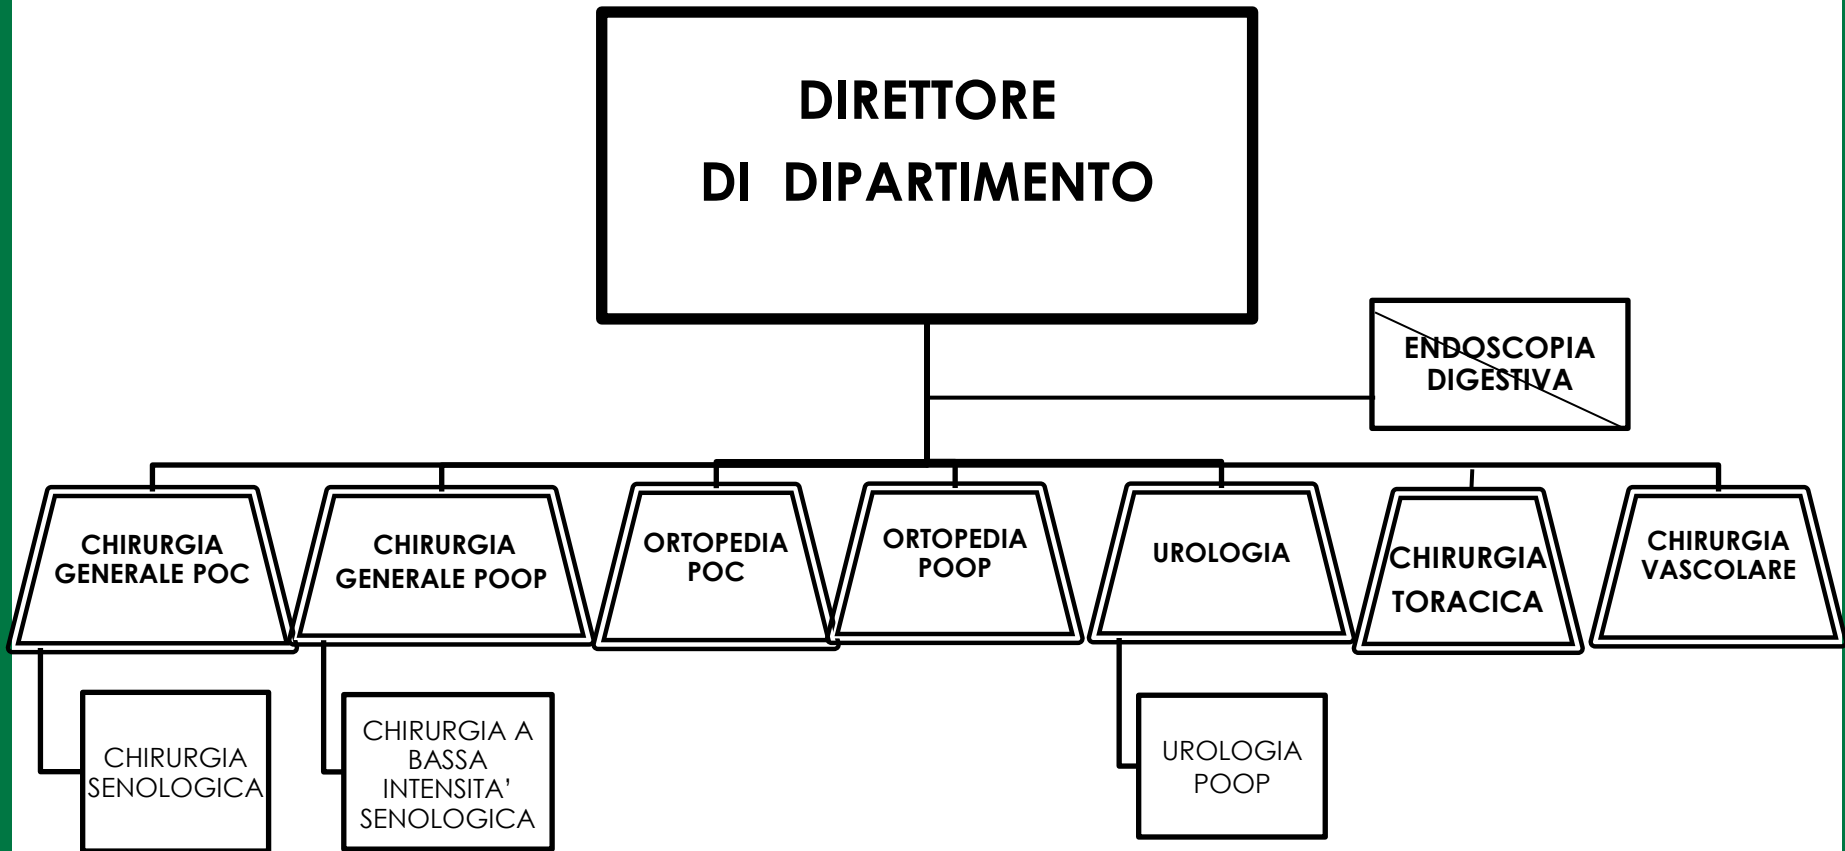 DIRETTORE
DI DIPARTIMENTO
ENDOSCOPIA
DIGESTIVA
CHIRURGIA
GENERALE POC
CHIRURGIA
GENERALE POOP
ORTOPEDIA
POC
ORTOPEDIA
POOP
UROLOGIA
CHIRURGIA
TORACICA
CHIRURGIA
VASCOLARE
CHIRURGIA
SENOLOGICA
CHIRURGIA A
BASSA
INTENSITA’
SENOLOGICA
UROLOGIA
POOP